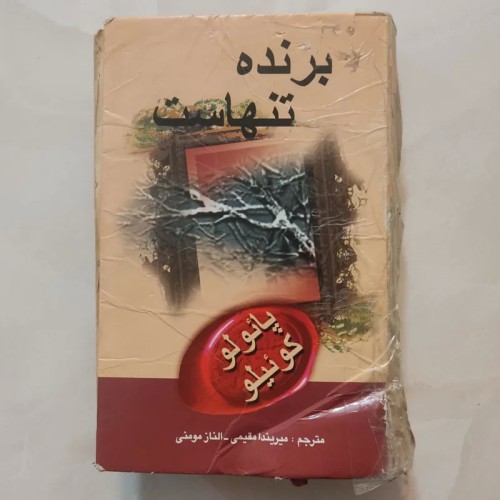 برنده
تنهاست
پائولو
کوئیلو
مترجم : میریندا مقیمی - الناز مومنی